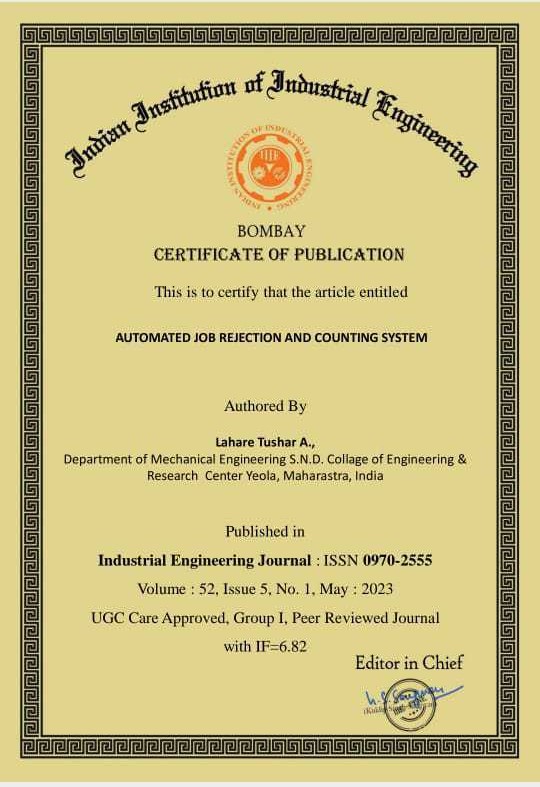 Indian Institution of Industrial Engineering
INDIAN INSTITUTION OF INDUSTRIAL ENGINEERING
IIIE
BOMBAY
CERTIFICATE OF PUBLICATION
This is to certify that the article entitled
AUTOMATED JOB REJECTION AND COUNTING SYSTEM
Authored By
Lahare Tushar A.,
Department of Mechanical Engineering S.N.D. Collage of Engineering &
Research Center Yeola, Maharastra, India
Published in
Industrial Engineering Journal : ISSN 0970-2555
Volume : 52, Issue 5, No. 1, May : 2023
UGC Care Approved, Group I, Peer Reviewed Journal
with IF=6.82
Editor in Chief